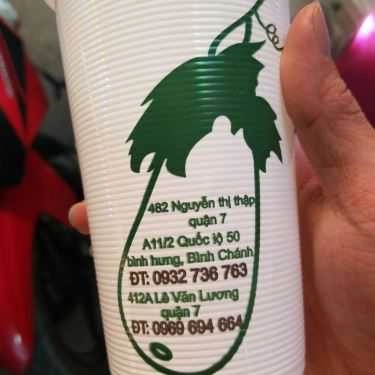 482 Nguyễn thị thập
quận 7
A11/2 Quốc lộ 50
bình hưng, Bình Chánh
ĐT: 0932 736 763
412A Lê Văn Lương
quận 7
ĐT: 0969 694 664